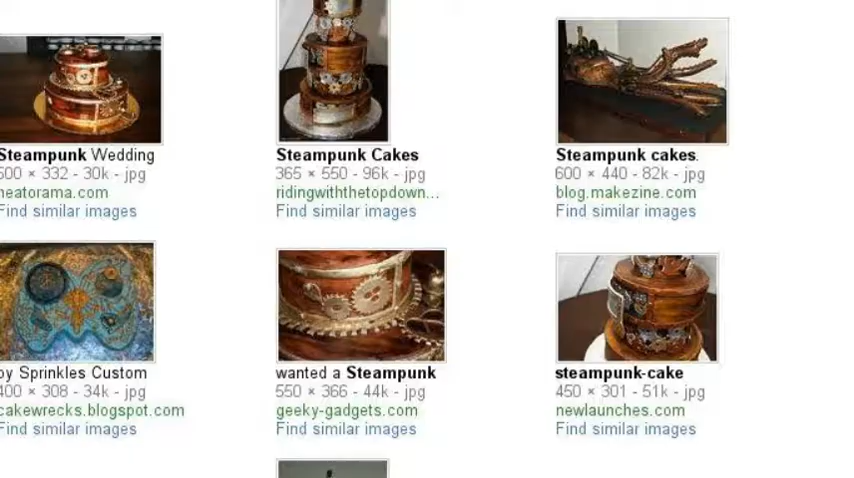 Steampunk Wedding
500 × 332 - 30k - jpg
neatorama.com
Find similar images
Steampunk Cakes
365 × 550 - 96k - jpg
ridingwiththetopdown...
Find similar images
Steampunk cakes.
600 × 440 - 82k - jpg
blog.makezine.com
Find similar images
by Sprinkles Custom
400 × 308 - 34k - jpg
cakewrecks.blogspot.com
Find similar images
wanted a Steampunk
550 × 366 - 44k - jpg
geeky-gadgets.com
Find similar images
steampunk-cake
450 × 301 - 51k - jpg
newlaunches.com
Find similar images